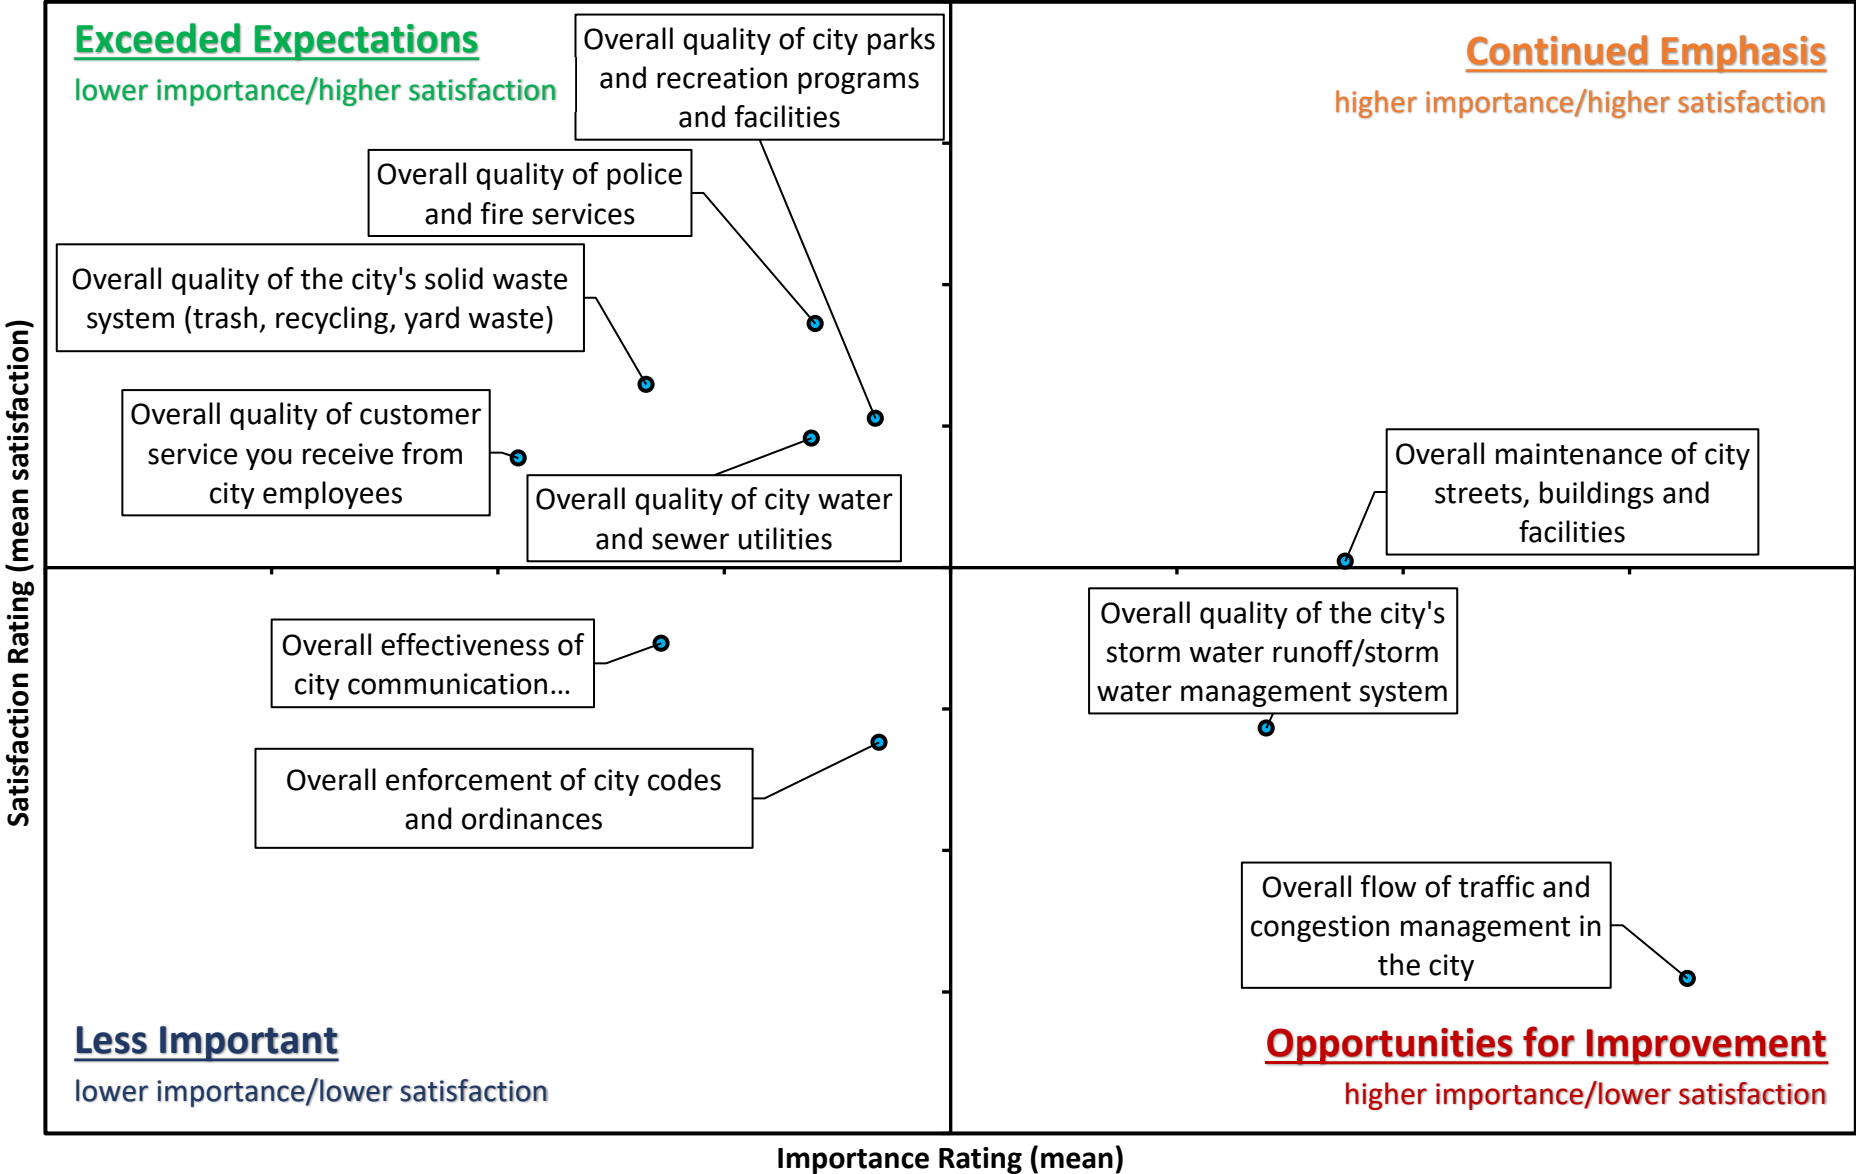 Exceeded Expectations
lower importance/higher satisfaction
Overall quality of city parks
and recreation programs
and facilities
Continued Emphasis
higher importance/higher satisfaction
Overall quality of police
and fire services
Overall quality of the city's solid waste
system (trash, recycling, yard waste)
Overall quality of customer
service you receive from
city employees
Overall quality of city water
and sewer utilities
Overall maintenance of city
streets, buildings and
facilities
Satisfaction Rating (mean satisfaction)
Overall effectiveness of
city communication...
Overall quality of the city's
storm water runoff/storm
water management system
Overall enforcement of city codes
and ordinances
Overall flow of traffic and
congestion management in
the city
Less Important
lower importance/lower satisfaction
Opportunities for Improvement
higher importance/lower satisfaction
Importance Rating (mean)